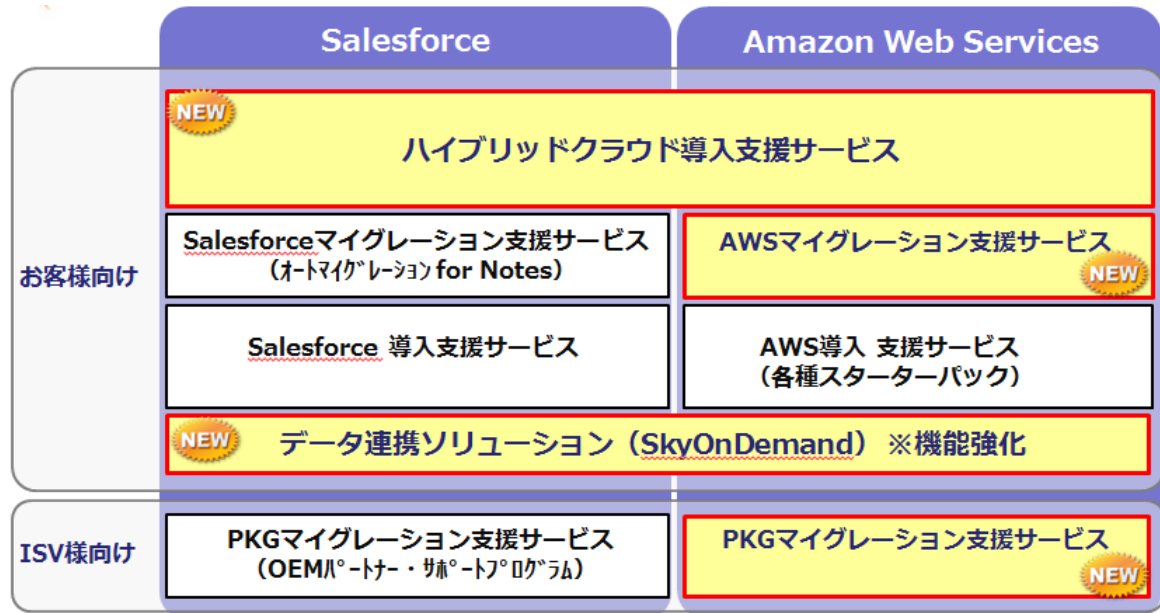 Salesforce
Amazon Web Services
NEW
ハイブリッドクラウド導入支援サービス
お客様向け
Salesforceマイグレーション支援サービス
（ｵｰﾄﾏｲｸﾞﾚｰｼｮﾝ for Notes）
AWSマイグレーション支援サービス
NEW
Salesforce 導入支援サービス
AWS導入 支援サービス
（各種スターターパック）
NEW
データ連携ソリューション（SkyOnDemand）※機能強化
ISV様向け
PKGマイグレーション支援サービス
（OEMﾊﾟｰﾄﾅｰ・ｻﾎﾟｰﾄﾌﾟﾛｸﾞﾗﾑ）
PKGマイグレーション支援サービス
NEW